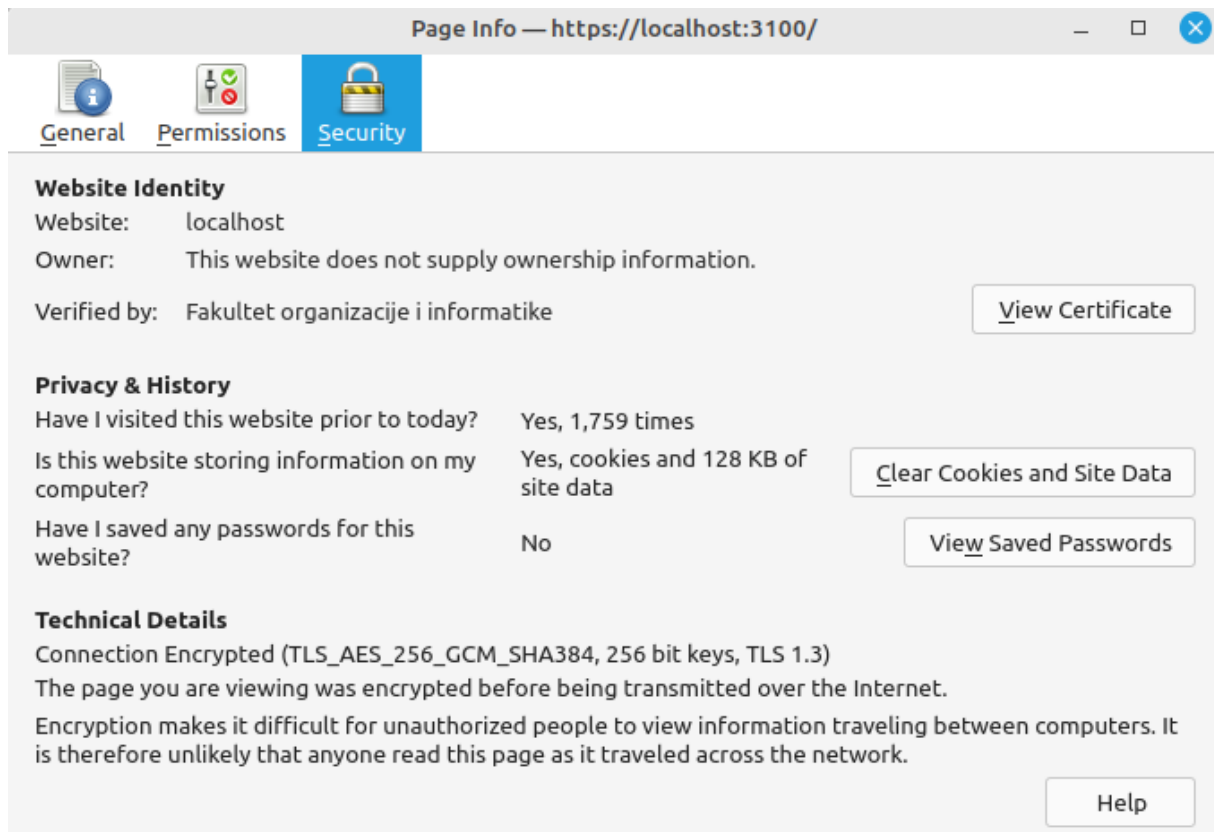 Page Info — https://localhost:3100/
General Permissions Security
Website Identity
Website: localhost
Owner: This website does not supply ownership information.
Verified by: Fakultet organizacije i informatike View Certificate
Privacy & History
Have I visited this website prior to today? Yes, 1,759 times
Is this website storing information on my computer? Yes, cookies and 128 KB of site data Clear Cookies and Site Data
Have I saved any passwords for this website? No View Saved Passwords
Technical Details
Connection Encrypted (TLS_AES_256_GCM_SHA384, 256 bit keys, TLS 1.3)
The page you are viewing was encrypted before being transmitted over the Internet.
Encryption makes it difficult for unauthorized people to view information traveling between computers. It
is therefore unlikely that anyone read this page as it traveled across the network.
Help